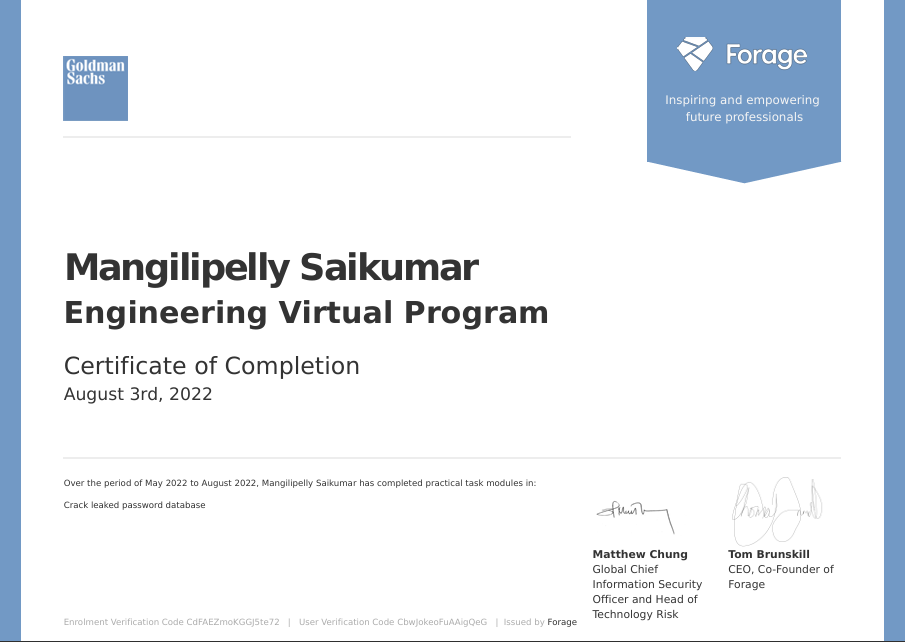 Goldman
Sachs
Forage
Inspiring and empowering
future professionals
Mangilipelly Saikumar
Engineering Virtual Program
Certificate of Completion
August 3rd, 2022
Over the period of May 2022 to August 2022, Mangilipelly Saikumar has completed practical task modules in:
Crack leaked password database
Matthew Chung
Global Chief
Information Security
Officer and Head of
Technology Risk
Tom Brunskill
CEO, Co-Founder of
Forage
Enrolment Verification Code CdFAEZmoKGGJ5te72 | User Verification Code CbwJokeoFuAAigQeG | Issued by Forage